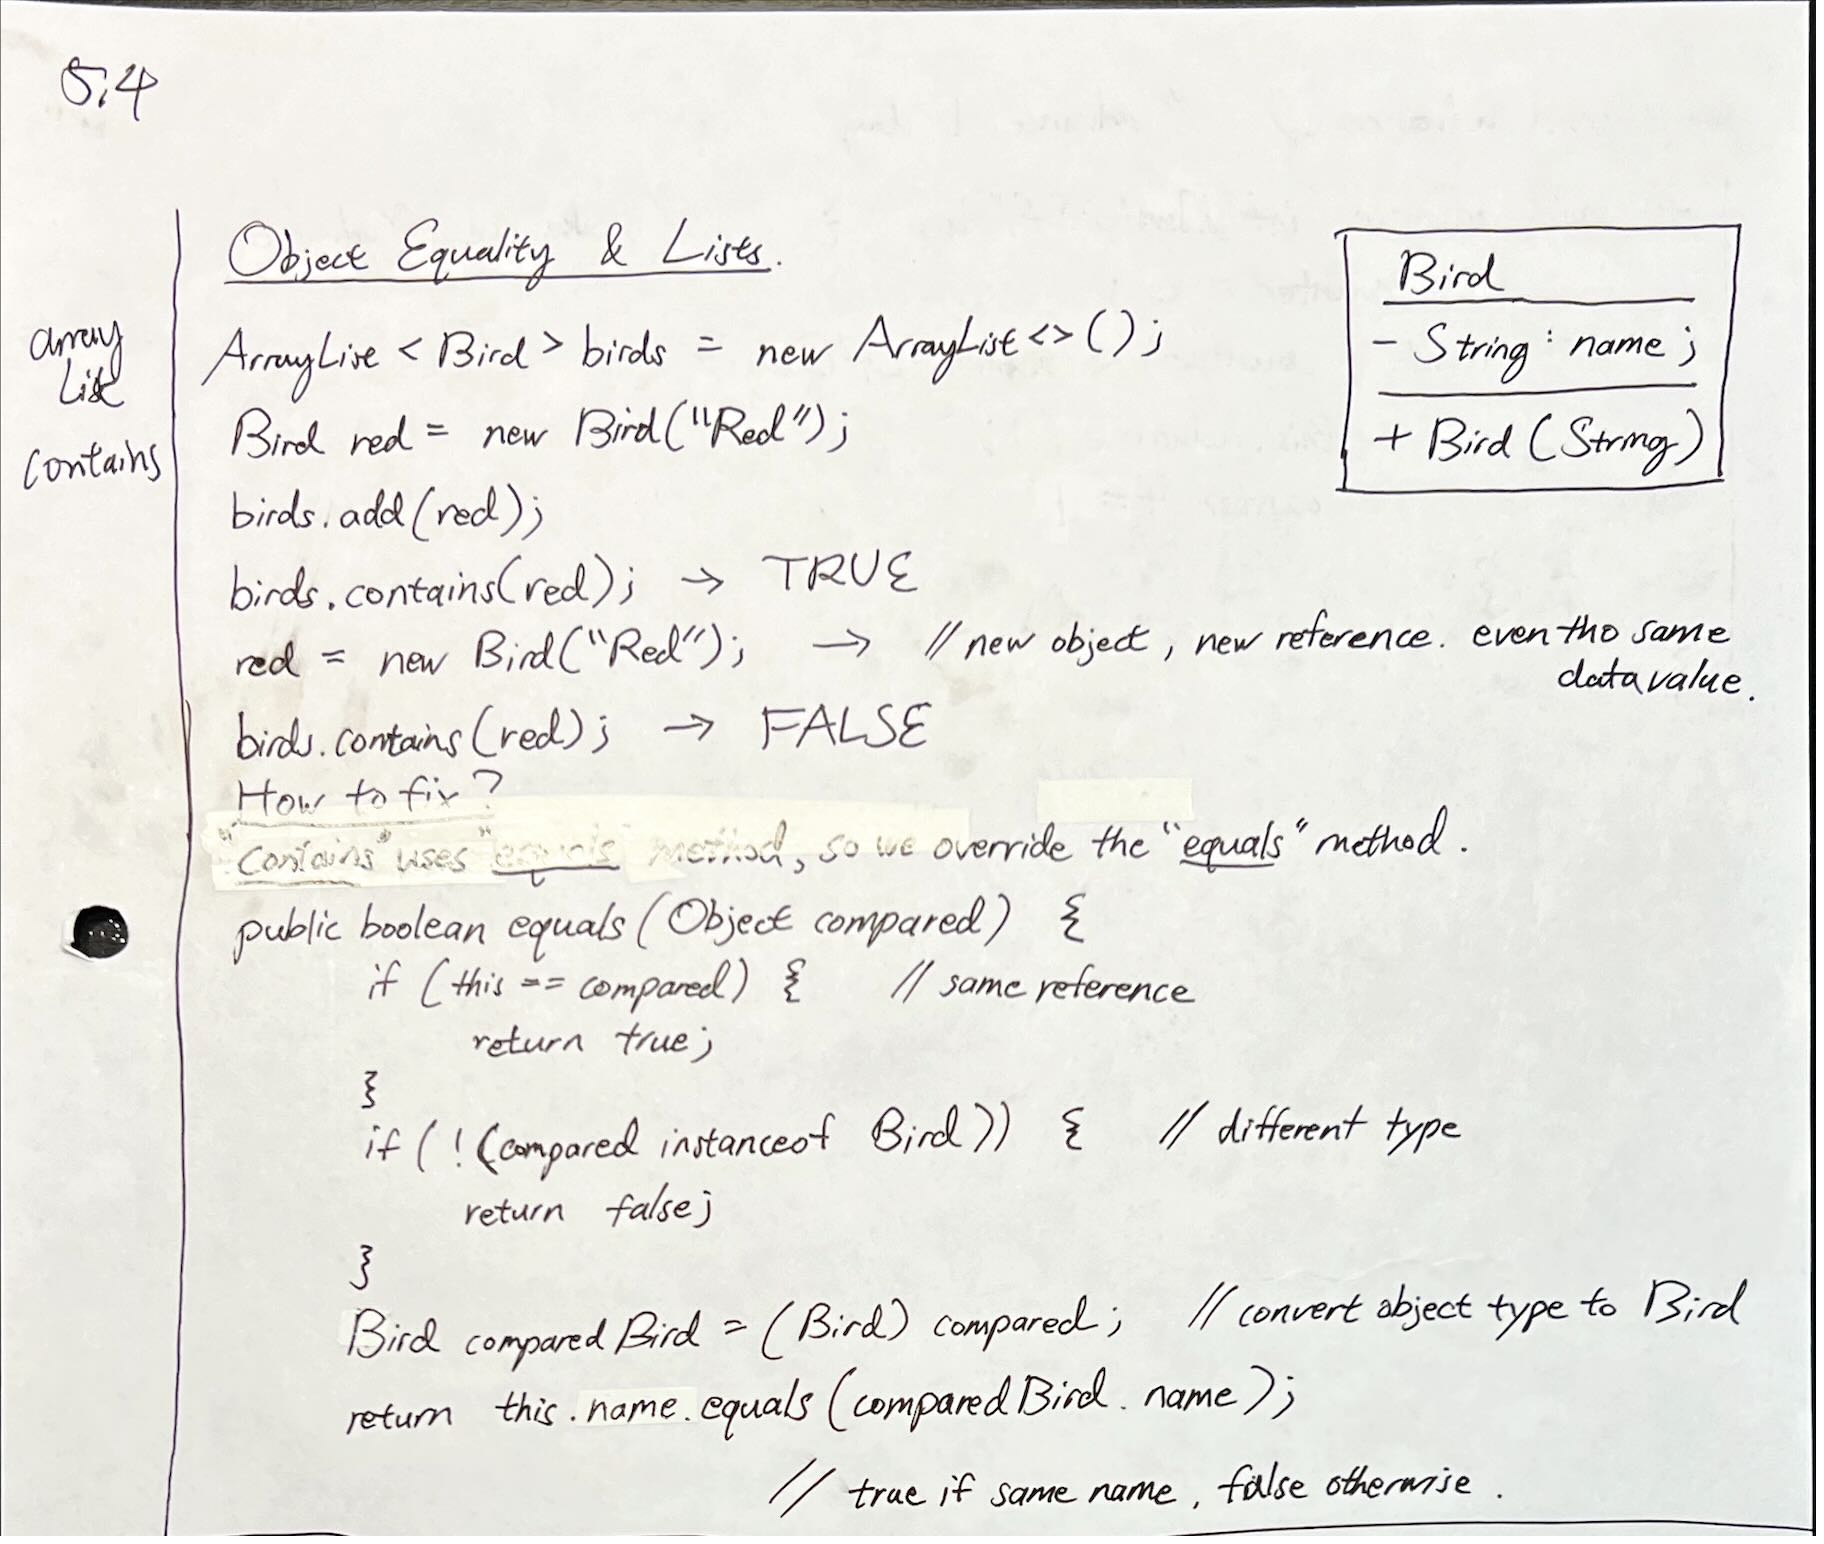 5.4
Object Equality & Lists.
array
list
contains
ArrayList <Bird> birds = new ArrayList<>();
Bird red = new Bird("Red");
birds.add(red);
birds.contains(red); → TRUE
red = new Bird("Red"); → // new object, new reference. even tho same
data value.
birds.contains(red); → FALSE
How to fix?
"contains" uses "equals" method, so we override the "equals" method.
public boolean equals(Object compared) {
if (this == compared) { // same reference
return true;
}
if (!(compared instanceof Bird)) { // different type
return false;
}
Bird comparedBird = (Bird) compared; // convert object type to Bird
return this.name.equals(comparedBird.name);
// true if same name, false otherwise.
Bird
- String: name;
+ Bird(String)